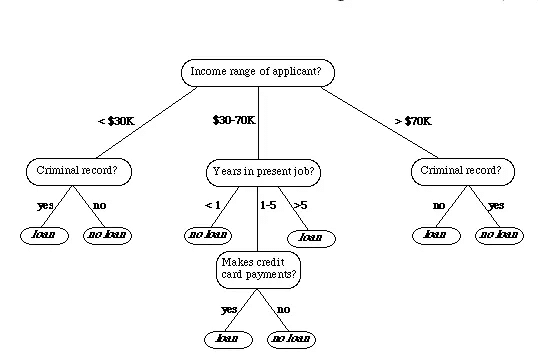 Income range of applicant?
< $30K
$30-70K
> $70K
Criminal record?
Years in present job?
Criminal record?
yes
no
< 1
1-5
>5
no
yes
loan
no loan
no loan
loan
loan
no loan
Makes credit
card payments?
yes
no
loan
no loan